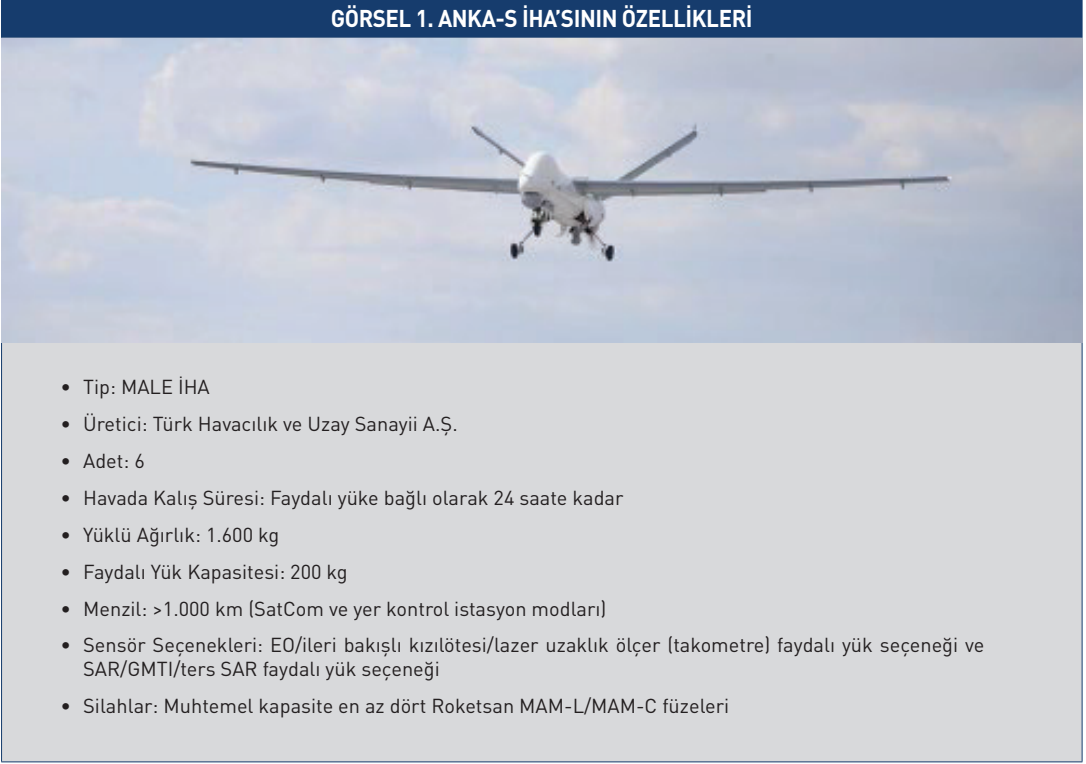 GÖRSEL 1. ANKA-S İHA’SININ ÖZELLİKLERİ
• Tip: MALE İHA
• Üretici: Türk Havacılık ve Uzay Sanayii A.Ş.
• Adet: 6
• Havada Kalış Süresi: Faydalı yüke bağlı olarak 24 saate kadar
• Yüklü Ağırlık: 1.600 kg
• Faydalı Yük Kapasitesi: 200 kg
• Menzil: >1.000 km (SatCom ve yer kontrol istasyon modları)
• Sensör Seçenekleri: EO/ileri bakışlı kızılötesi/lazer uzaklık ölçer (takometre) faydalı yük seçeneği ve
SAR/GMTI/ters SAR faydalı yük seçeneği
• Silahlar: Muhtemel kapasite en az dört Roketsan MAM-L/MAM-C füzeleri